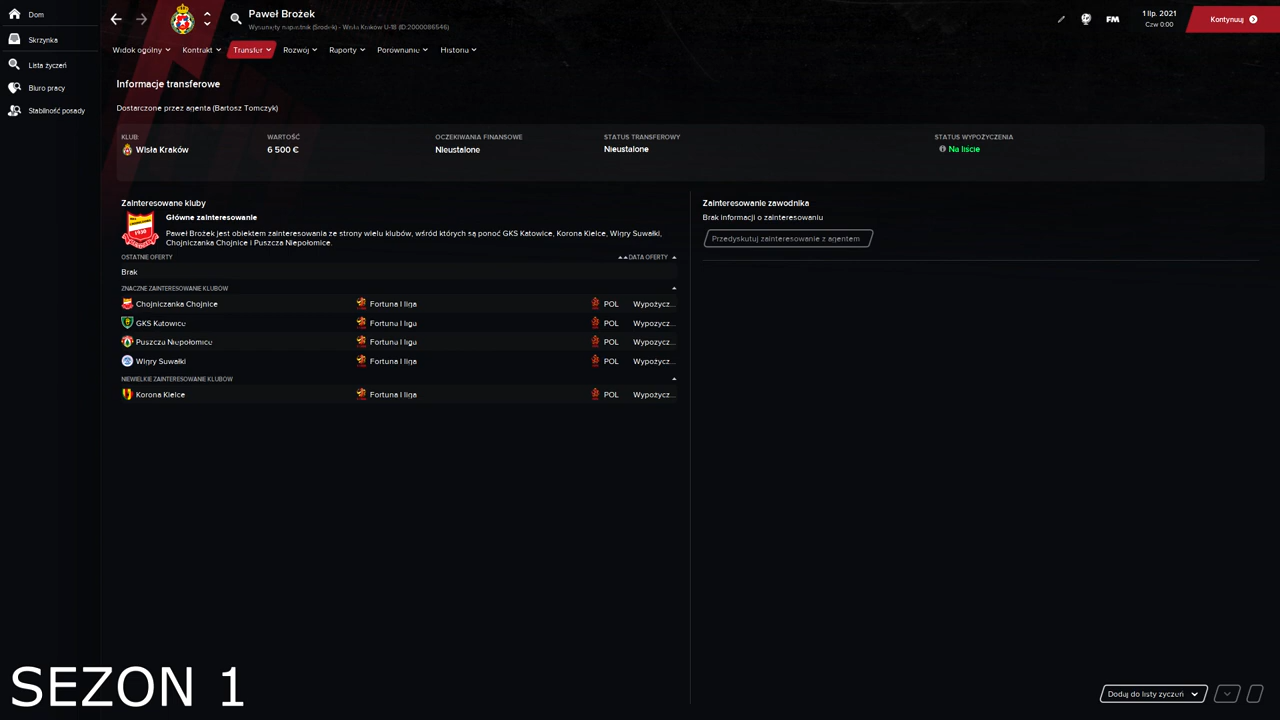 Dom
Skrzynka
Lista życzeń
Biuro pracy
Stabilność posady
Paweł Brożek
Wysunięty napastnik (Środek) - Wisła Kraków U-18 (ID:2000086546)
1 lip. 2021
Czw 0:00
FM
Kontynuuj
Widok ogólny
Kontrakt
Transfer
Rozwój
Raporty
Porównanie
Historia
Informacje transferowe
Dostarczone przez agenta (Bartosz Tomczyk)
KLUB
WARTOŚĆ
OCZEKIWANIA FINANSOWE
STATUS TRANSFEROWY
STATUS WYPOŻYCZENIA
Wisła Kraków
6 500 €
Nieustalone
Nieustalone
Na liście
Zainteresowane kluby
Główne zainteresowanie
Paweł Brożek jest obiektem zainteresowania ze strony wielu klubów, wśród których są ponoć GKS Katowice, Korona Kielce, Wigry Suwałki,
Chojniczanka Chojnice i Puszcza Niepołomice.
OSTATNIE OFERTY
DATA OFERTY
Brak
ZNACZNE ZAINTERESOWANIE KLUBÓW
Chojniczanka Chojnice Fortuna I liga POL Wypożycz...
GKS Katowice Fortuna I liga POL Wypożycz...
Puszcza Niepołomice Fortuna I liga POL Wypożycz...
Wigry Suwałki Fortuna I liga POL Wypożycz...
NIEWIELKIE ZAINTERESOWANIE KLUBÓW
Korona Kielce Fortuna I liga POL Wypożycz...
Zainteresowanie zawodnika
Brak informacji o zainteresowaniu
Przedyskutuj zainteresowanie z agentem
SEZON 1
Dodaj do listy życzeń